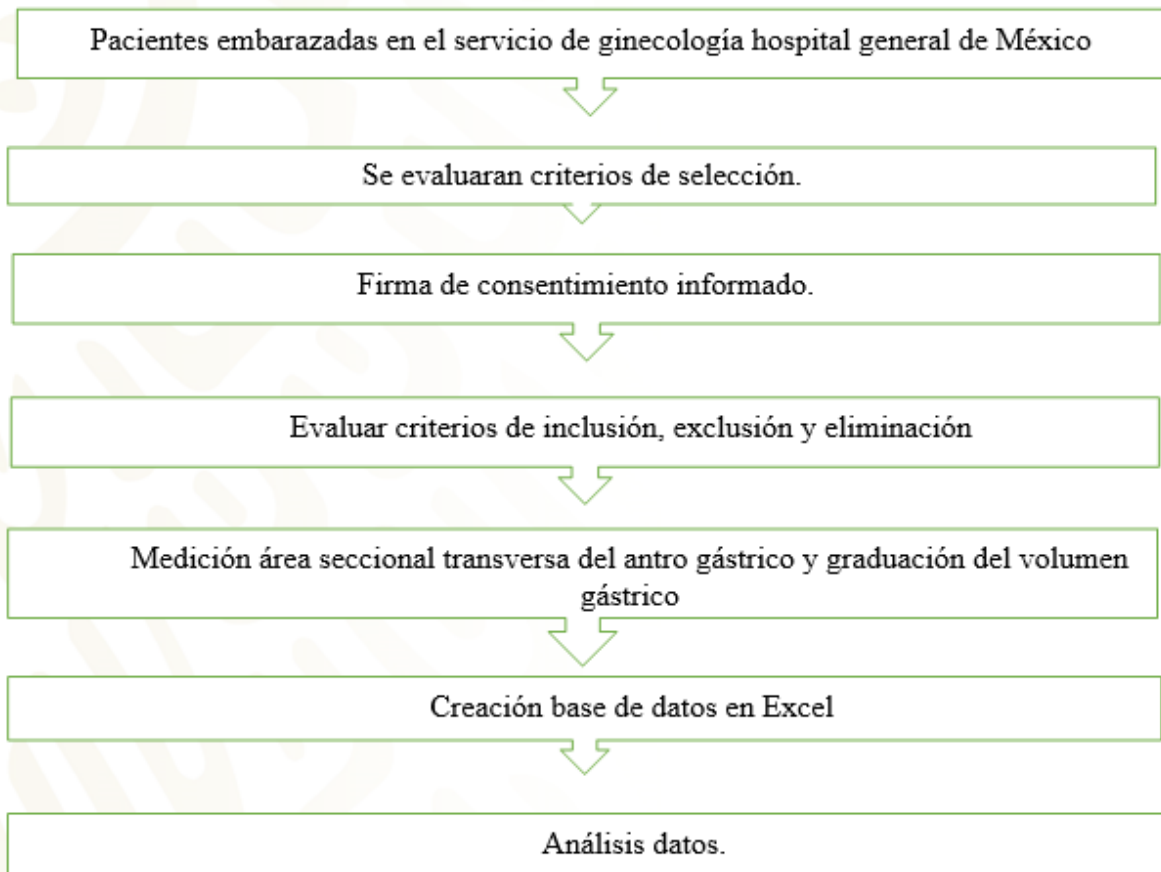 Pacientes embarazadas en el servicio de ginecología hospital general de México
Se evaluaran criterios de selección.
Firma de consentimiento informado.
Evaluar criterios de inclusión, exclusión y eliminación
Medición área seccional transversa del antro gástrico y graduación del volumen
gástrico
Creación base de datos en Excel
Análisis datos.